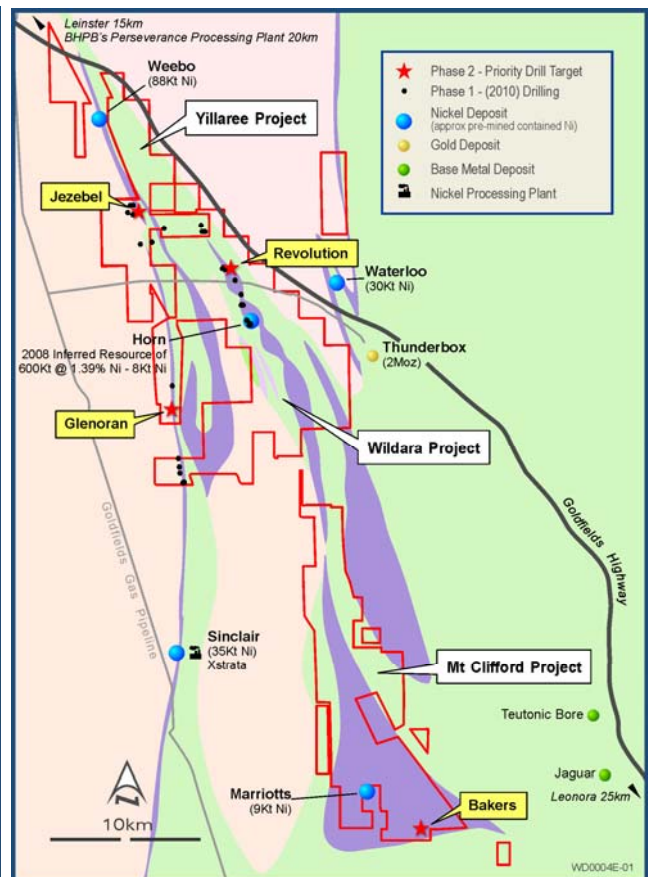 Leinster 15km
BHPB's Perseverance Processing Plant 20km
Phase 2 - Priority Drill Target
Phase 1 - (2010) Drilling
Nickel Deposit
(approx pre-mined contained Ni)
Gold Deposit
Base Metal Deposit
Nickel Processing Plant
Weebo
(88Kt Ni)
Yillaree Project
Jezebel
Revolution
Waterloo
(30Kt Ni)
Horn
2008 Inferred Resource of
600Kt @ 1.39% Ni - 8Kt Ni
Thunderbox
(2Moz)
Glenoran
Wildara Project
Goldfields Gas Pipeline
Goldfields Highway
Sinclair
(35Kt Ni)
Xstrata
Mt Clifford Project
Teutonic Bore
Jaguar
Leonora 25km
Marriotts
(9Kt Ni)
Bakers
N
10km
WD0004E-01